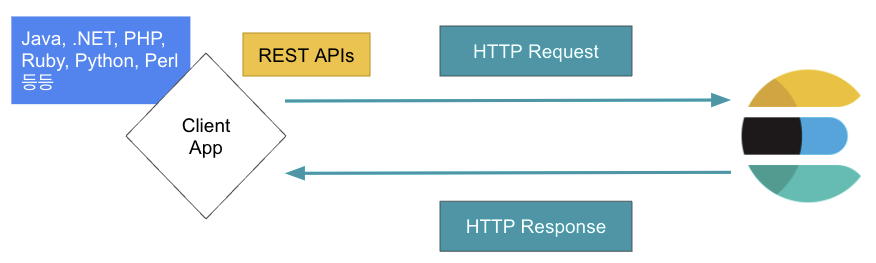 Java, .NET, PHP,
Ruby, Python, Perl
등등
REST APIs
HTTP Request
Client
App
HTTP Response